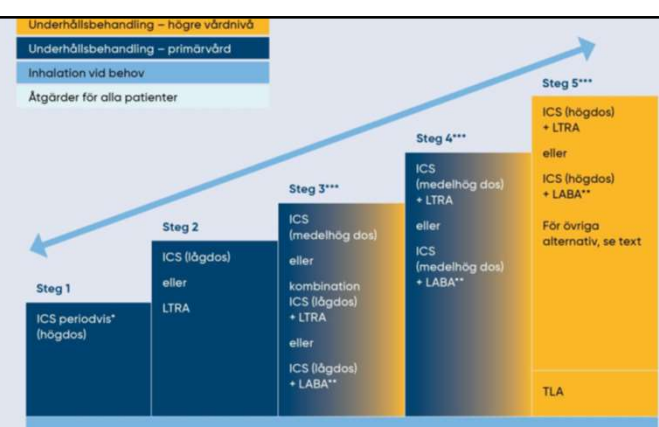 Underhållsbehandling – högre vårdnivå
Underhållsbehandling – primärvård
Inhalation vid behov
Åtgärder för alla patienter
Steg 1
ICS periodvis*
(högdos)
Steg 2
ICS (lågdos)
eller
LTRA
Steg 3***
ICS
(medelhög dos)
eller
kombination
ICS (lågdos)
+ LTRA
eller
ICS (lågdos)
+ LABA**
Steg 4***
ICS
(medelhög dos)
+ LTRA
eller
ICS
(medelhög dos)
+ LABA**
Steg 5***
ICS (högdos)
+ LTRA
eller
ICS (högdos)
+ LABA**
För övriga
alternativ, se text
TLA